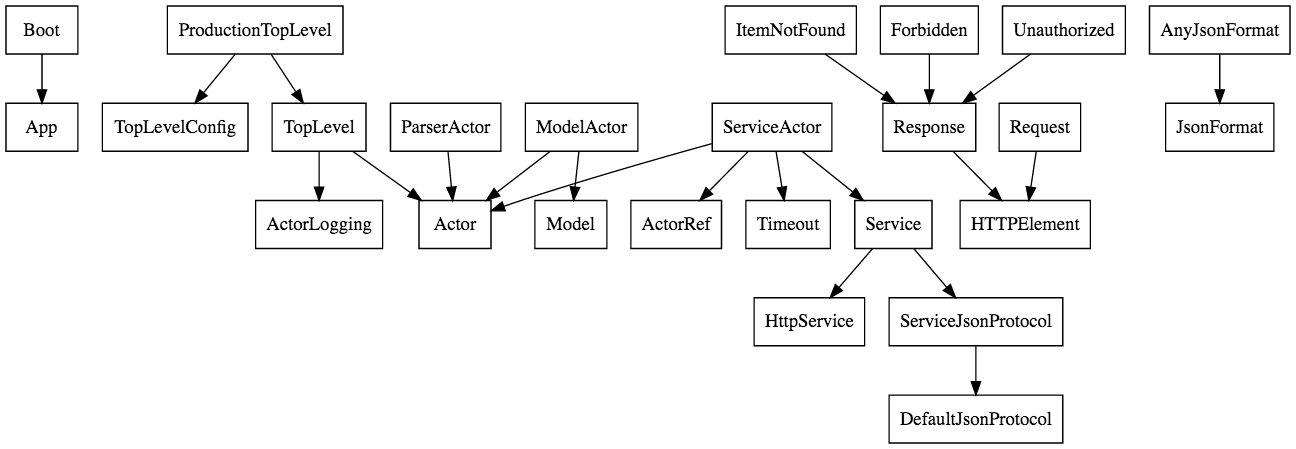 Boot
ProductionTopLevel
ItemNotFound
Forbidden
Unauthorized
AnyJsonFormat
App
TopLevelConfig
TopLevel
ParserActor
ModelActor
ServiceActor
Response
Request
JsonFormat
ActorLogging
Actor
Model
ActorRef
Timeout
Service
HTTPElement
HttpService
ServiceJsonProtocol
DefaultJsonProtocol